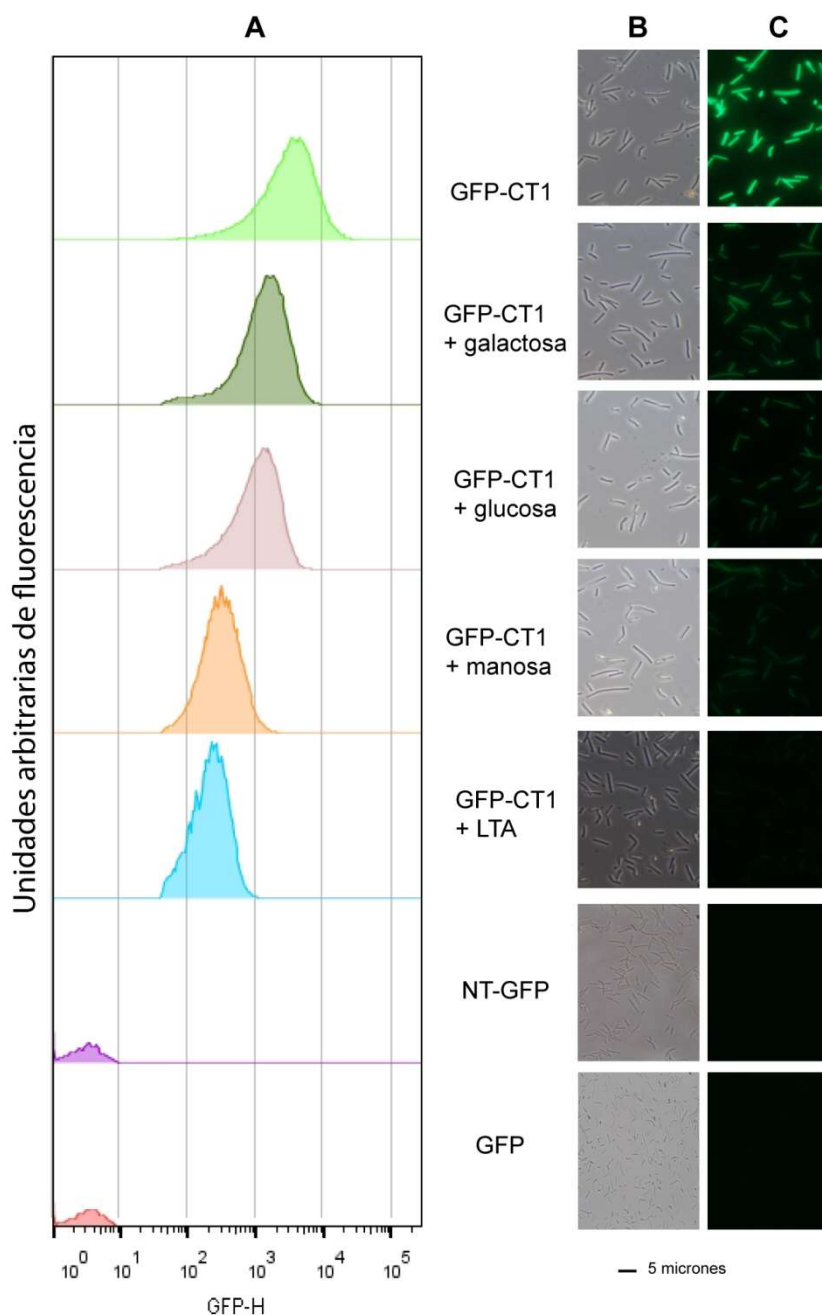 A
B
C
Unidades arbitrarias de fluorescencia
GFP-CT1
GFP-CT1
+ galactosa
GFP-CT1
+ glucosa
GFP-CT1
+ manosa
GFP-CT1
+ LTA
NT-GFP
GFP
10^0 10^1 10^2 10^3 10^4 10^5
GFP-H
5 micrones